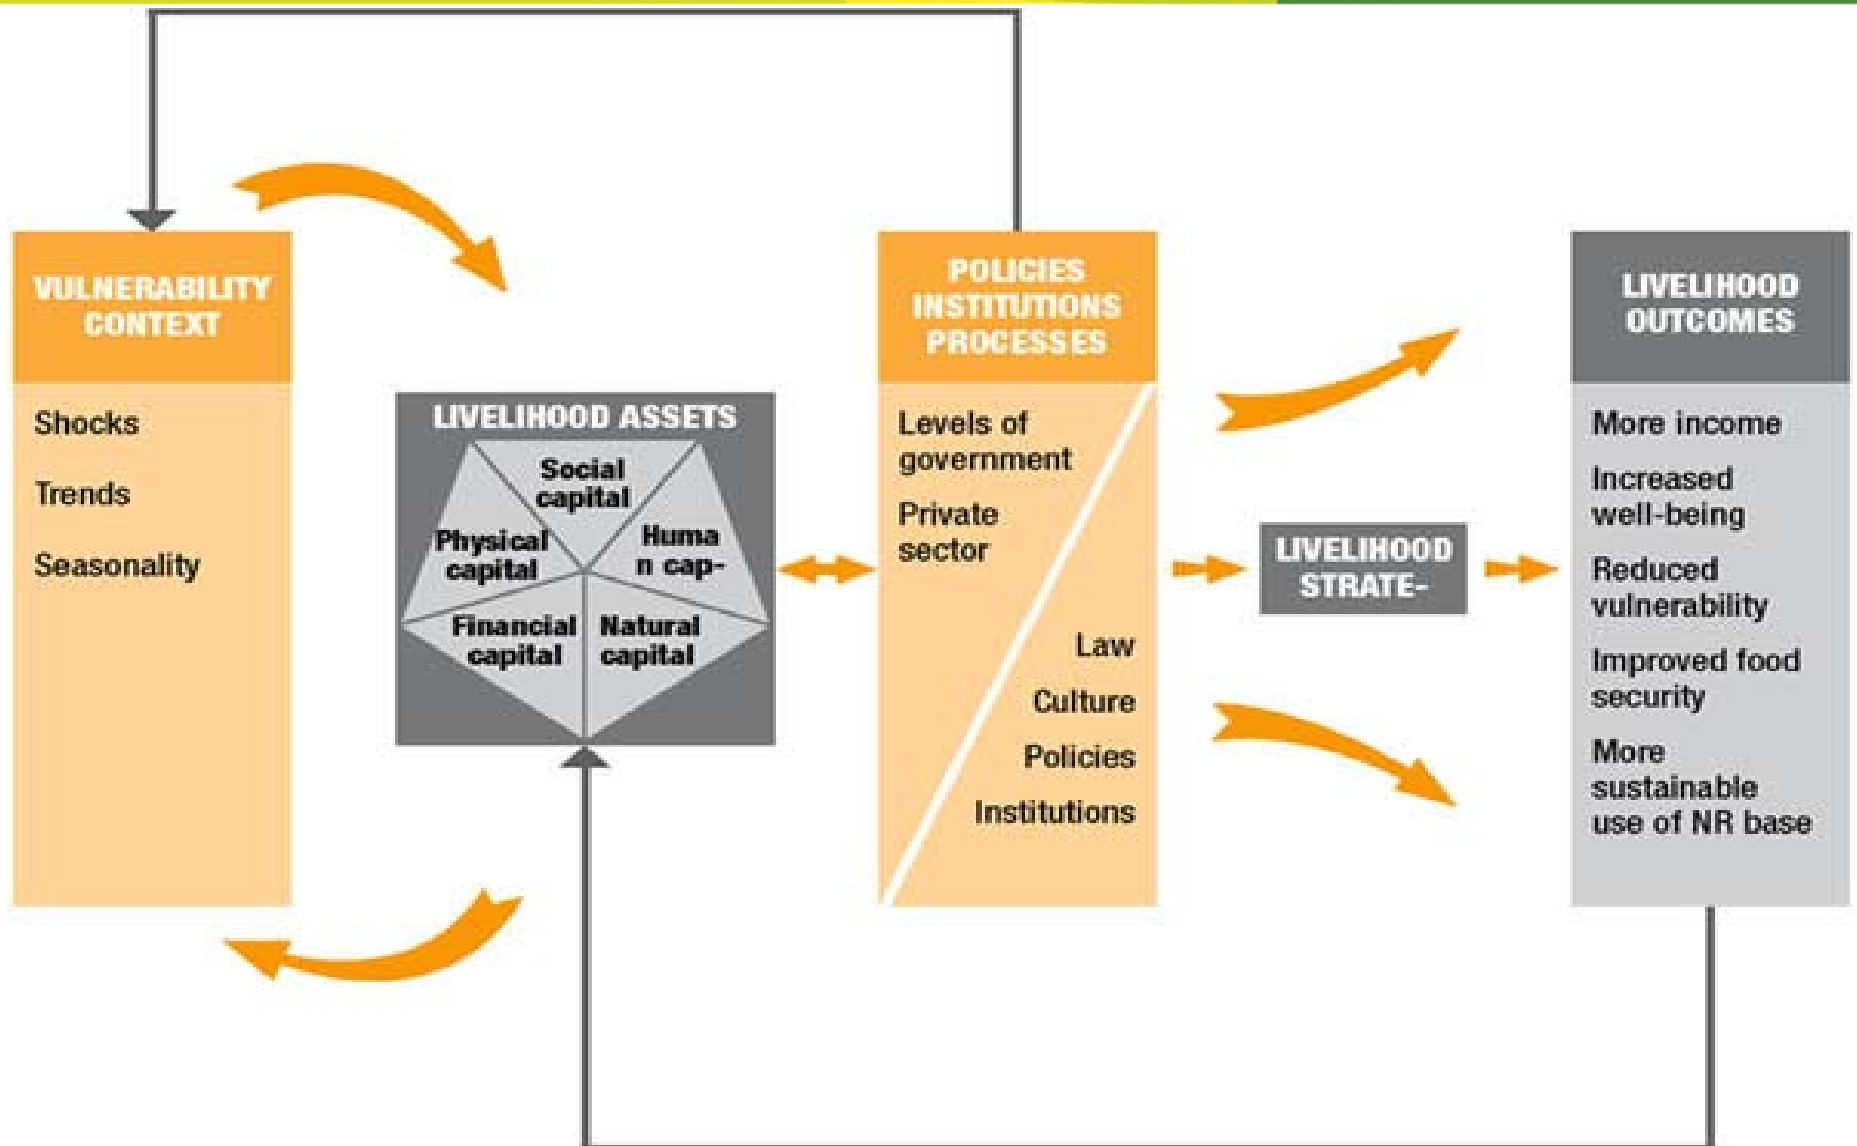 VULNERABILITY
CONTEXT
Shocks
Trends
Seasonality
LIVELIHOOD ASSETS
Social
capital
Physical
capital
Huma
n cap-
Financial
capital
Natural
capital
POLICIES
INSTITUTIONS
PROCESSES
Levels of
government
Private
sector
Law
Culture
Policies
Institutions
LIVELIHOOD
STRATE-
LIVELIHOOD
OUTCOMES
More income
Increased
well-being
Reduced
vulnerability
Improved food
security
More
sustainable
use of NR base